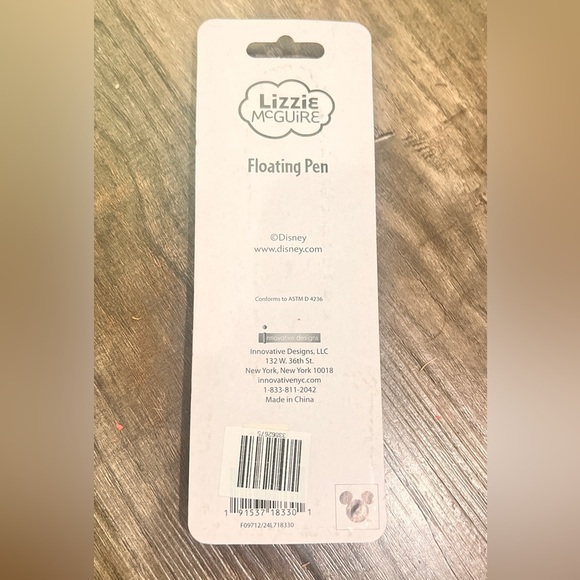 Lizzie
McGUiRE
Floating Pen
©Disney
www.disney.com
Conforms to ASTM D 4236
innovative designs
Innovative Designs, LLC
132 W. 36th St.
New York, New York 10018
innovativenyc.com
1-833-811-2042
Made in China
1 91537 18330 1
F09712/24L718330